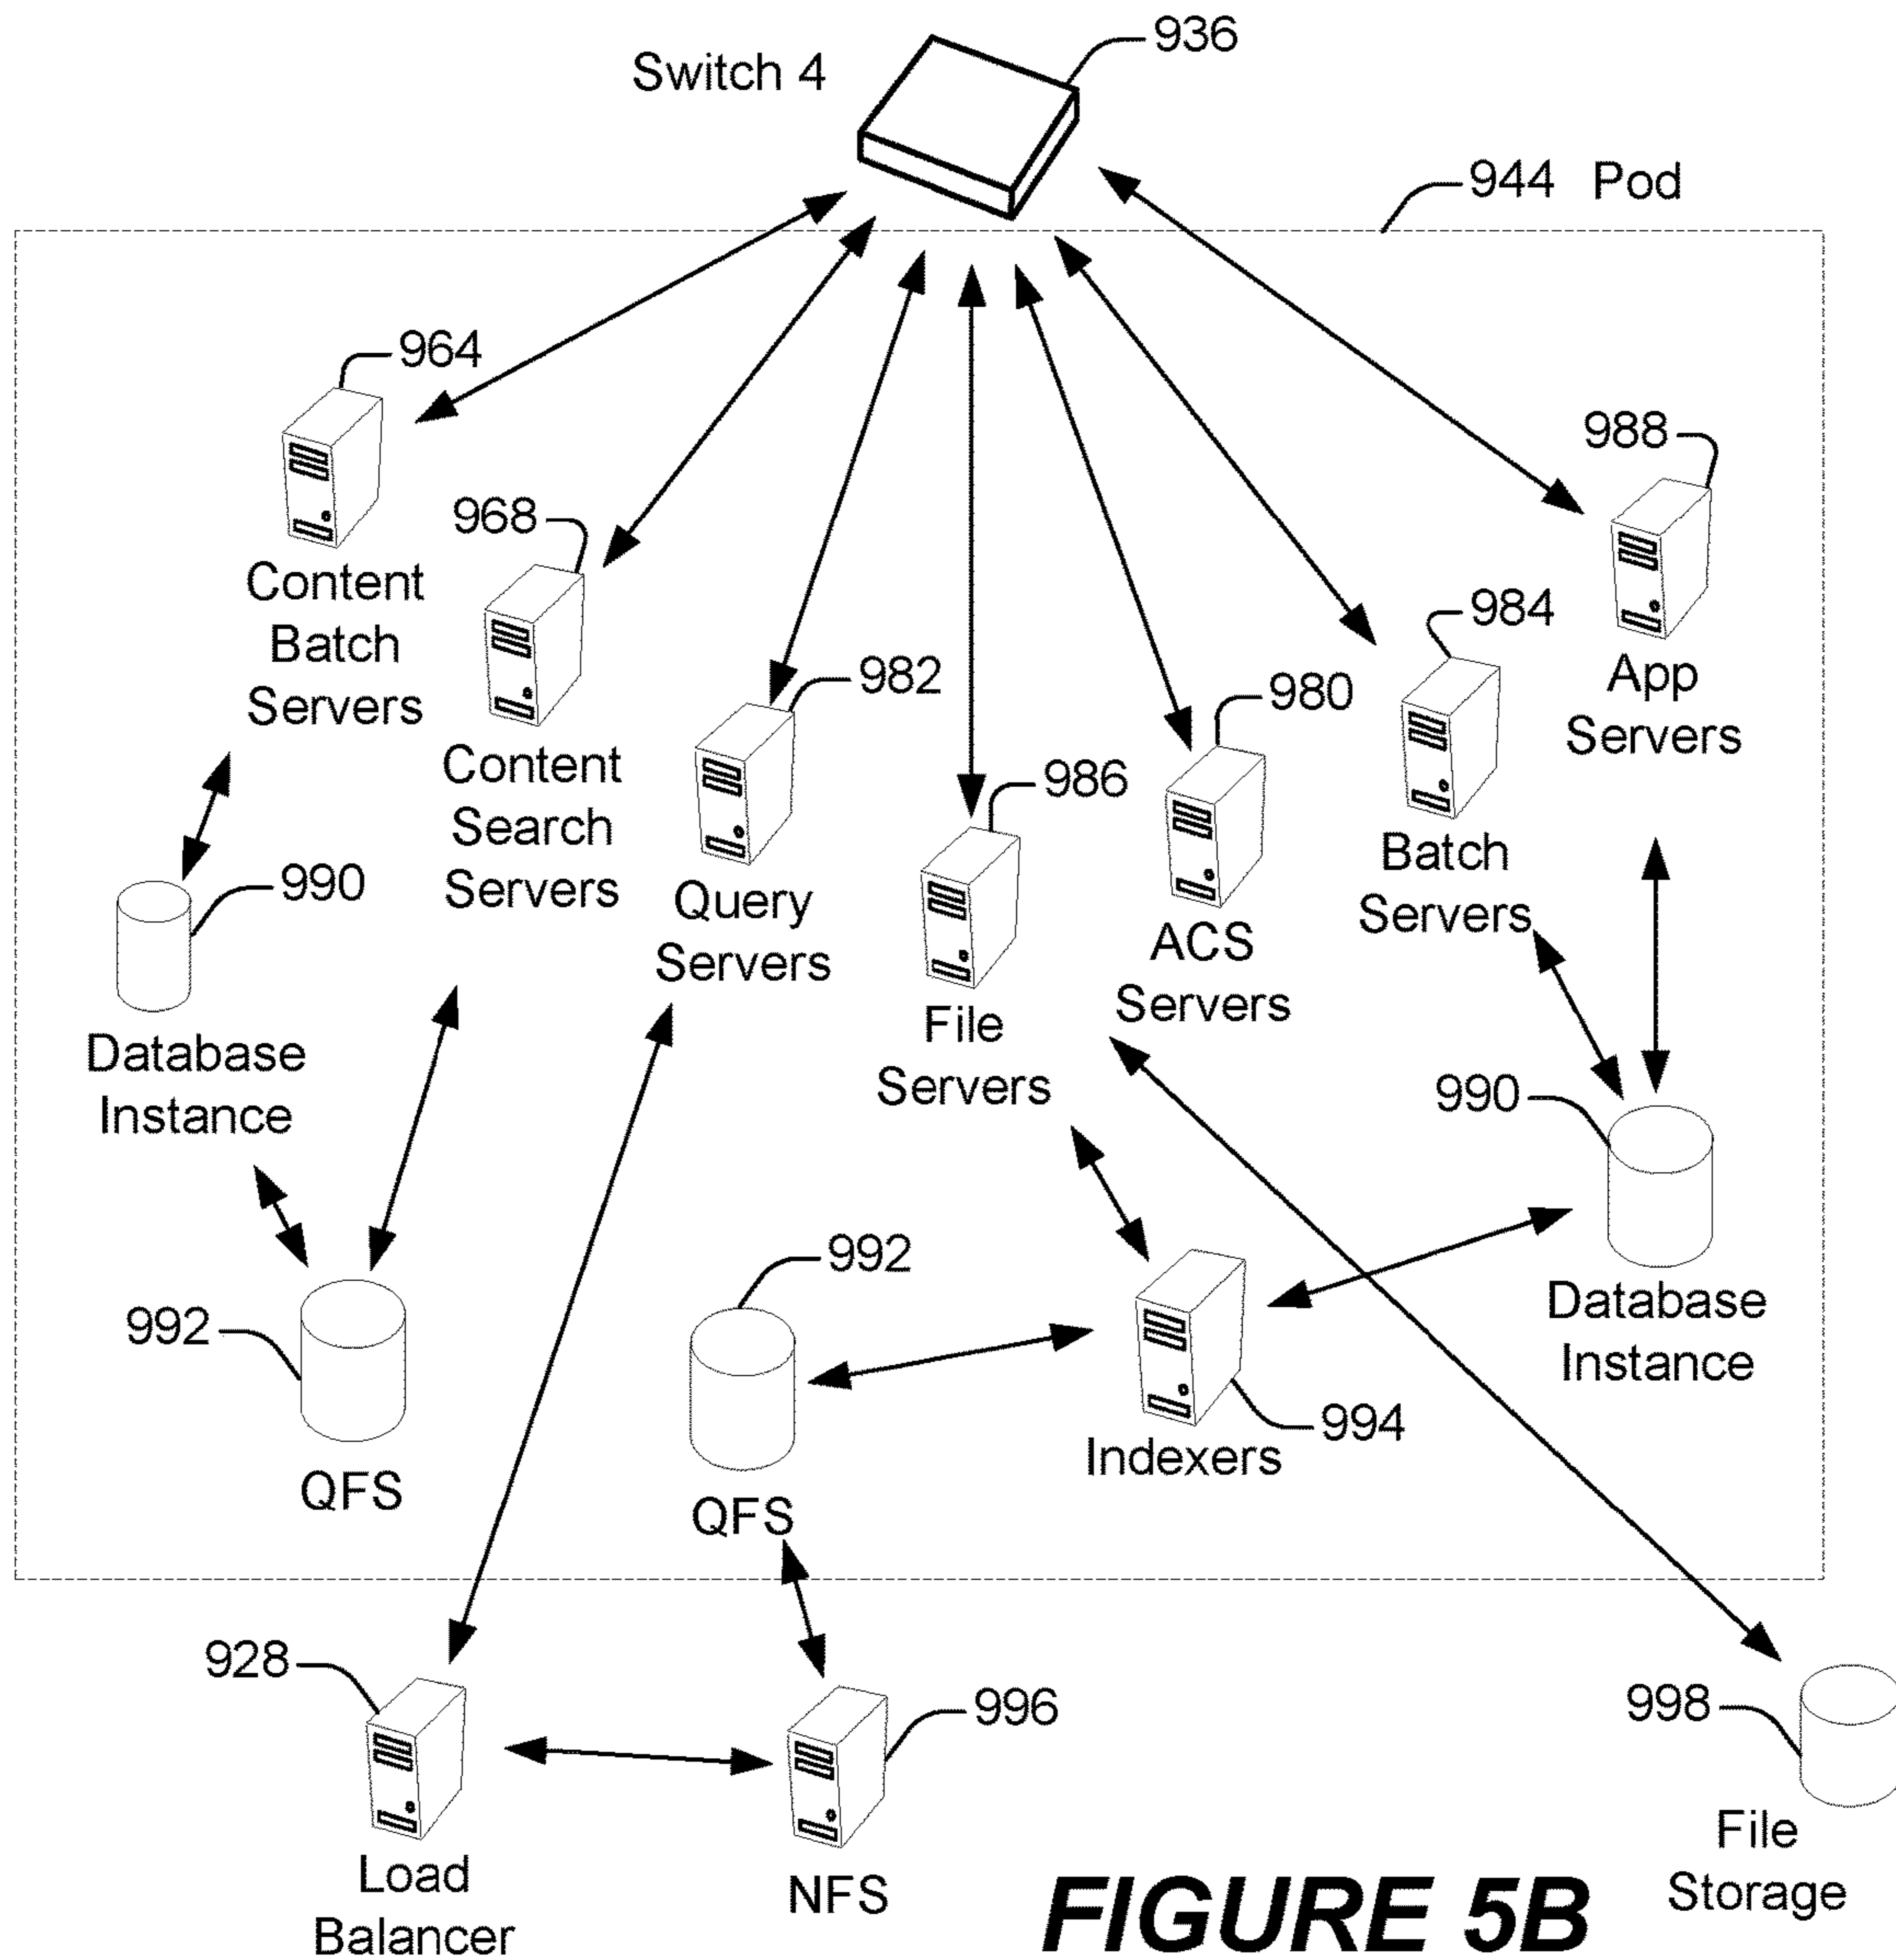 936
Switch 4
944 Pod
964
988
968
Content
Batch
Servers
984
982
980
App
Servers
Content
Search
Servers
986
Batch
Servers
990
Query
Servers
ACS
Servers
File
Servers
Database
Instance
990
992
992
Database
Instance
994
Indexers
QFS
QFS
928
996
998
File
Storage
Load
Balancer
NFS
FIGURE 5B